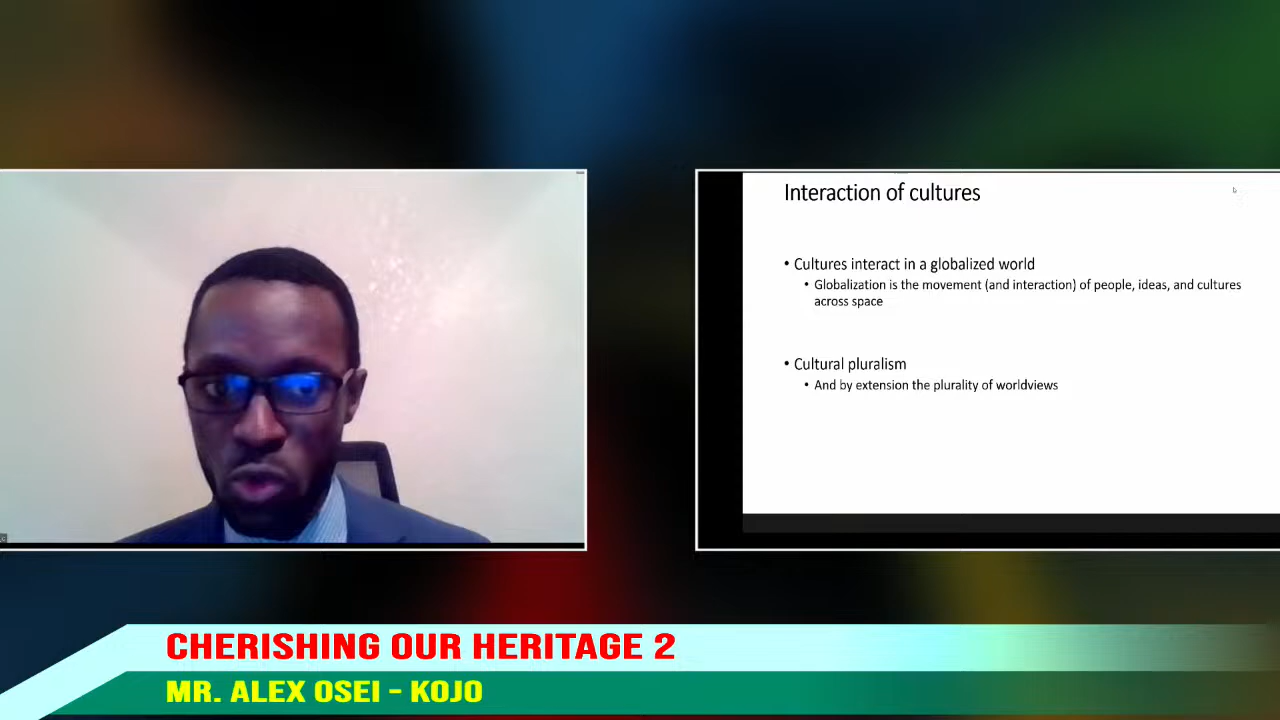 Interaction of cultures
• Cultures interact in a globalized world
• Globalization is the movement (and interaction) of people, ideas, and cultures
across space
• Cultural pluralism
• And by extension the plurality of worldviews
CHERISHING OUR HERITAGE 2
MR. ALEX OSEI - KOJO